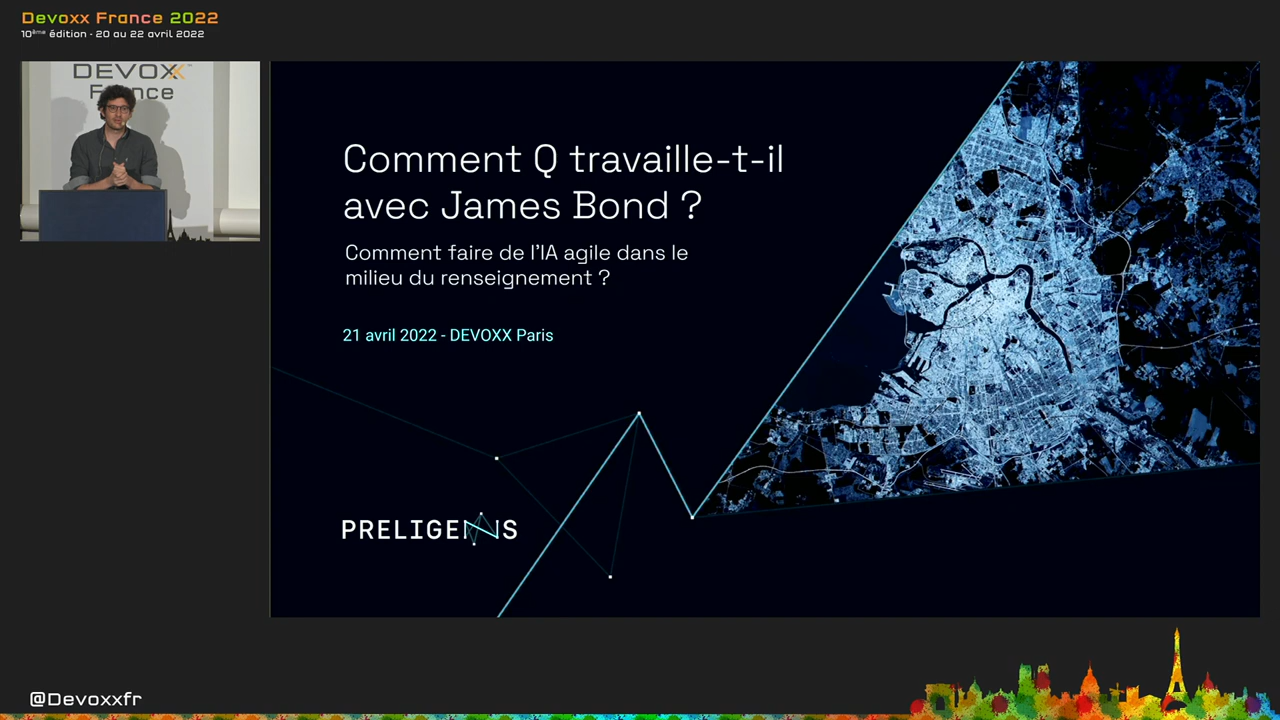 Devoxx France 2022
10ème édition - 20 au 22 avril 2022
DEVOXX
France
Comment Q travaille-t-il
avec James Bond ?
Comment faire de l'IA agile dans le
milieu du renseignement ?
21 avril 2022 - DEVOXX Paris
PRELIGENS
@Devoxxfr